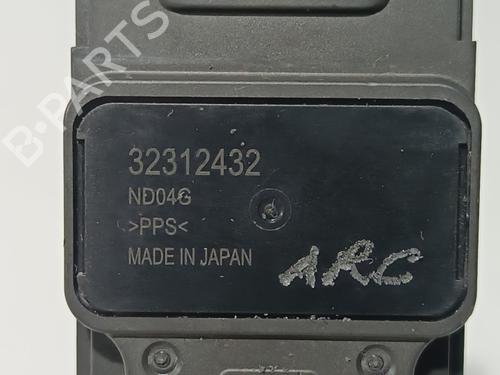 B-PARTS
32312432
ND04G
>PPS<
MADE IN JAPAN
ARC